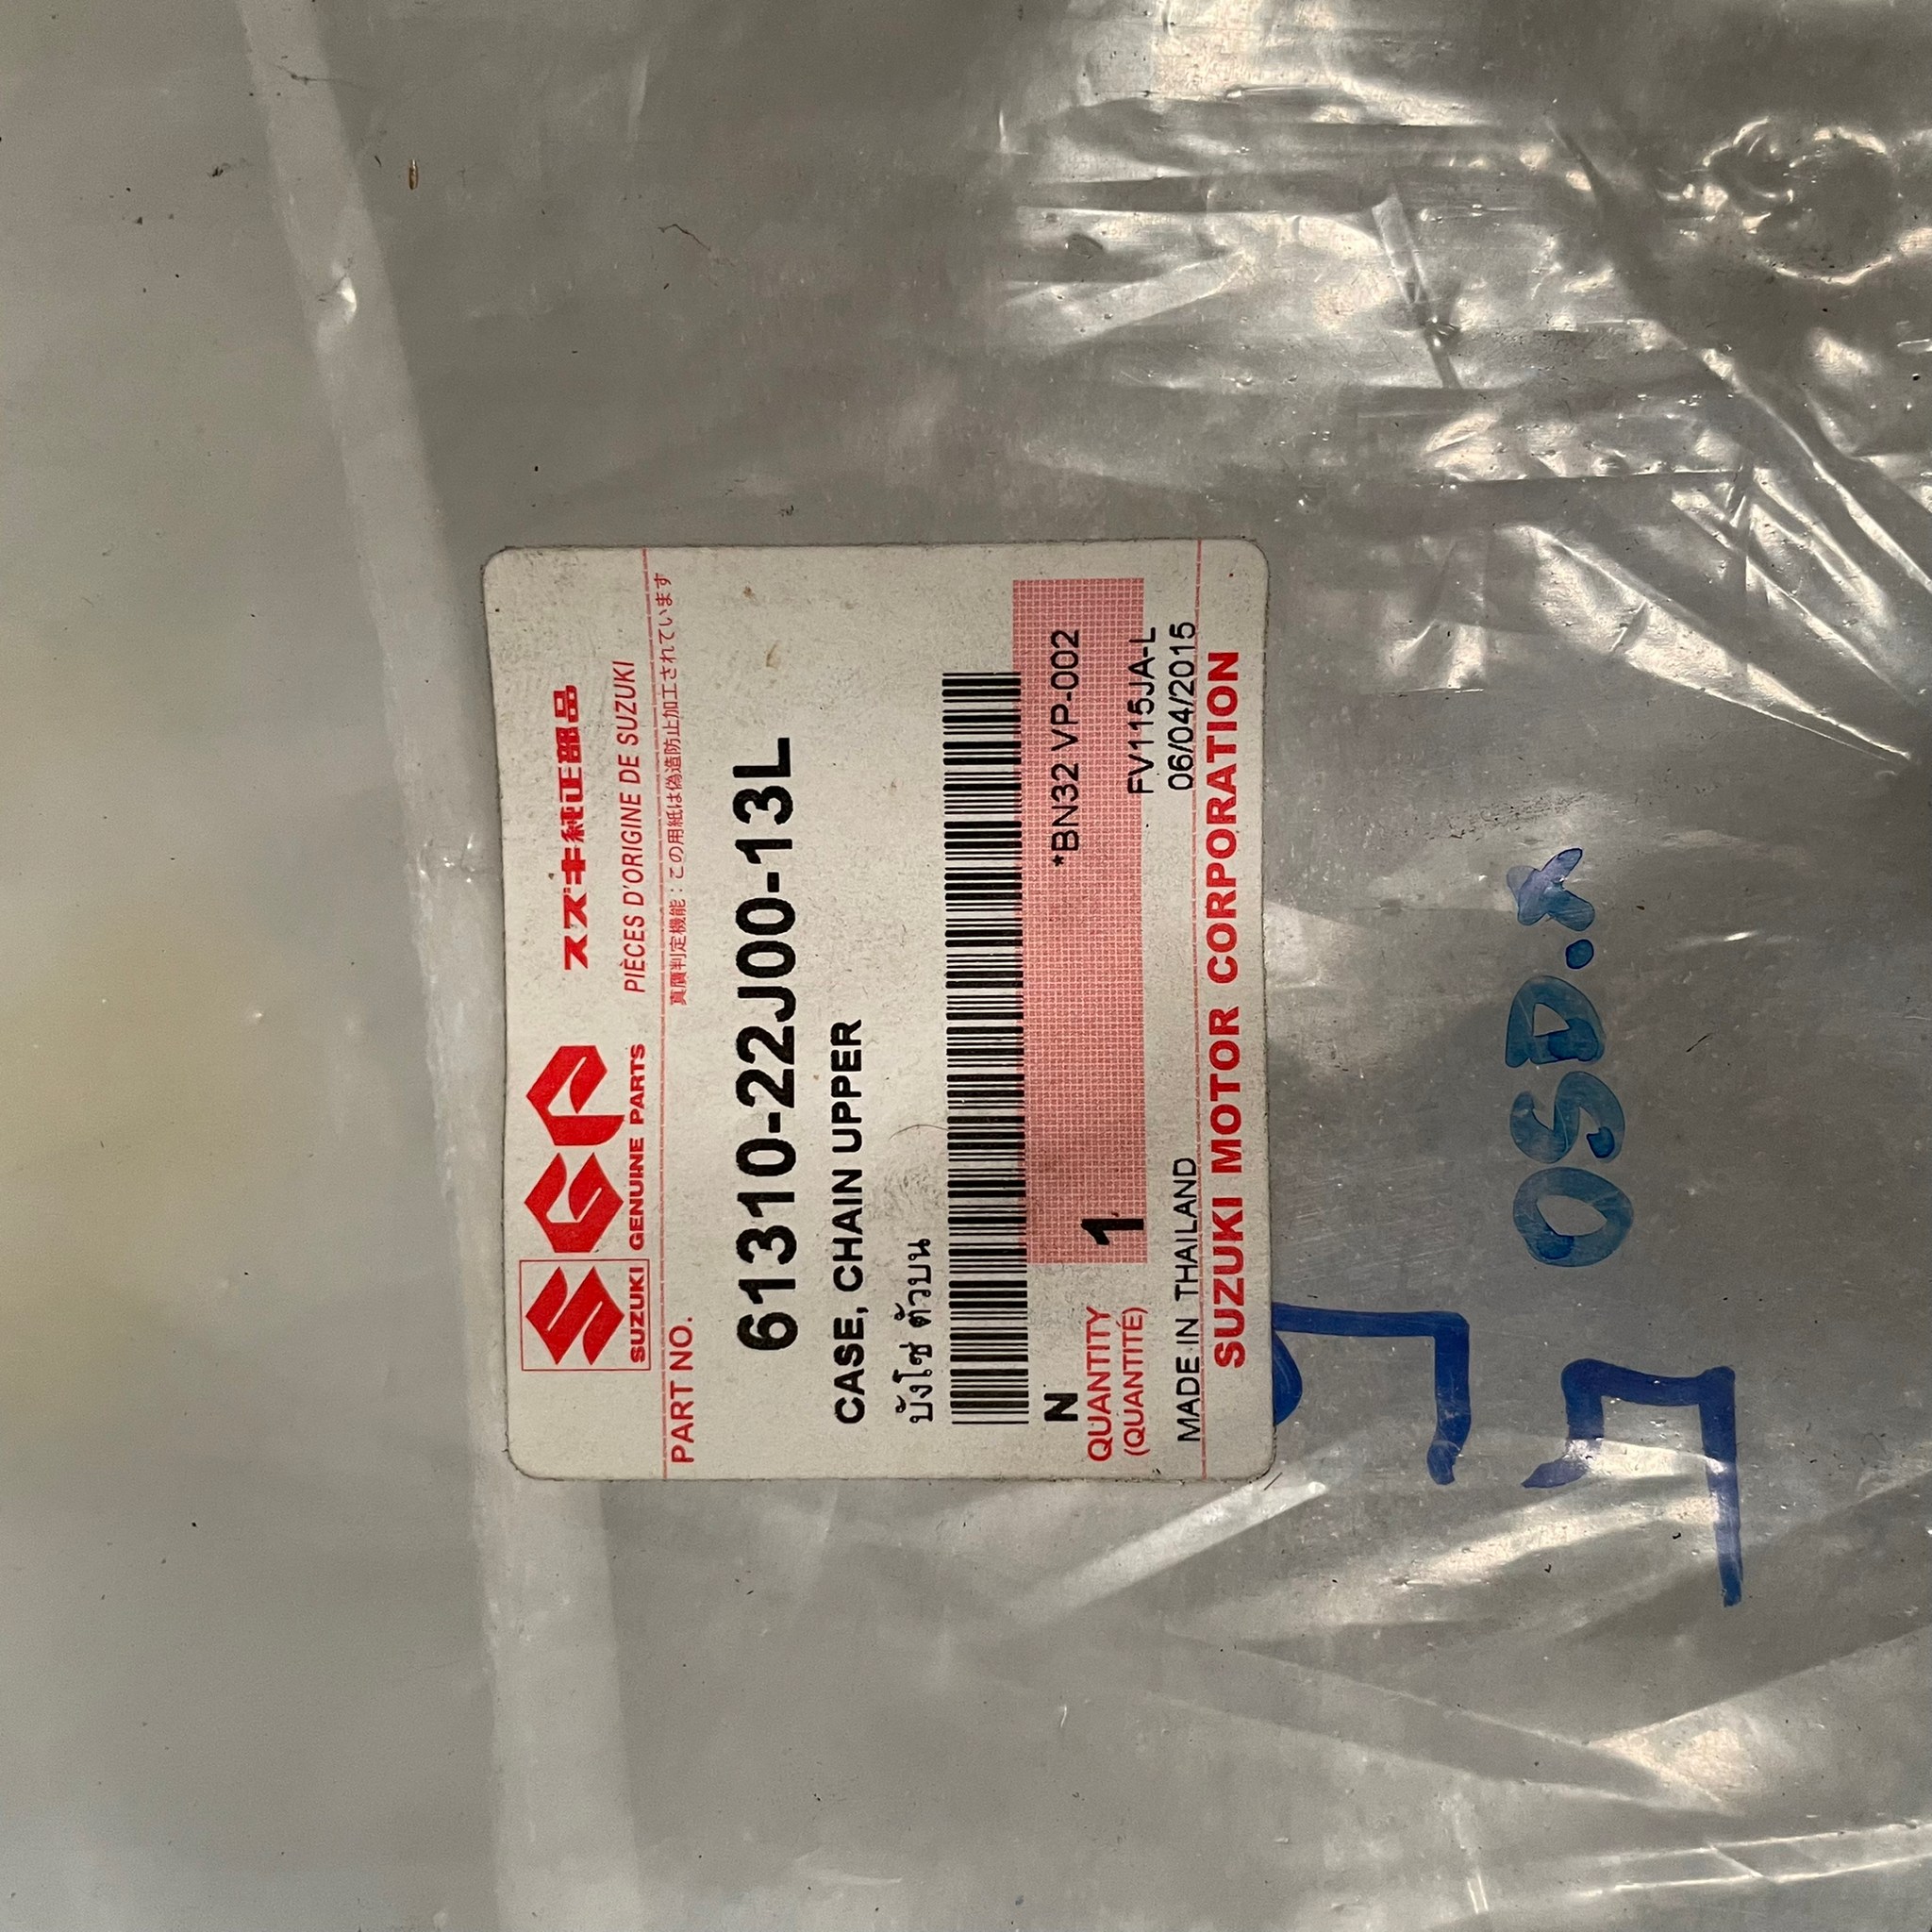 SGP
SUZUKI GENUINE PARTS
スズキ純正部品
PIÈCES D'ORIGINE DE SUZUKI
真贋判定機能：この用紙は偽造防止加工されています
PART NO.
61310-22J00-13L
CASE, CHAIN UPPER
บังโซ่ ตัวบน
N
*BN32 VP-002
QUANTITY
(QUANTITÉ)
1
FV115JA-L
MADE IN THAILAND
06/04/2015
SUZUKI MOTOR CORPORATION